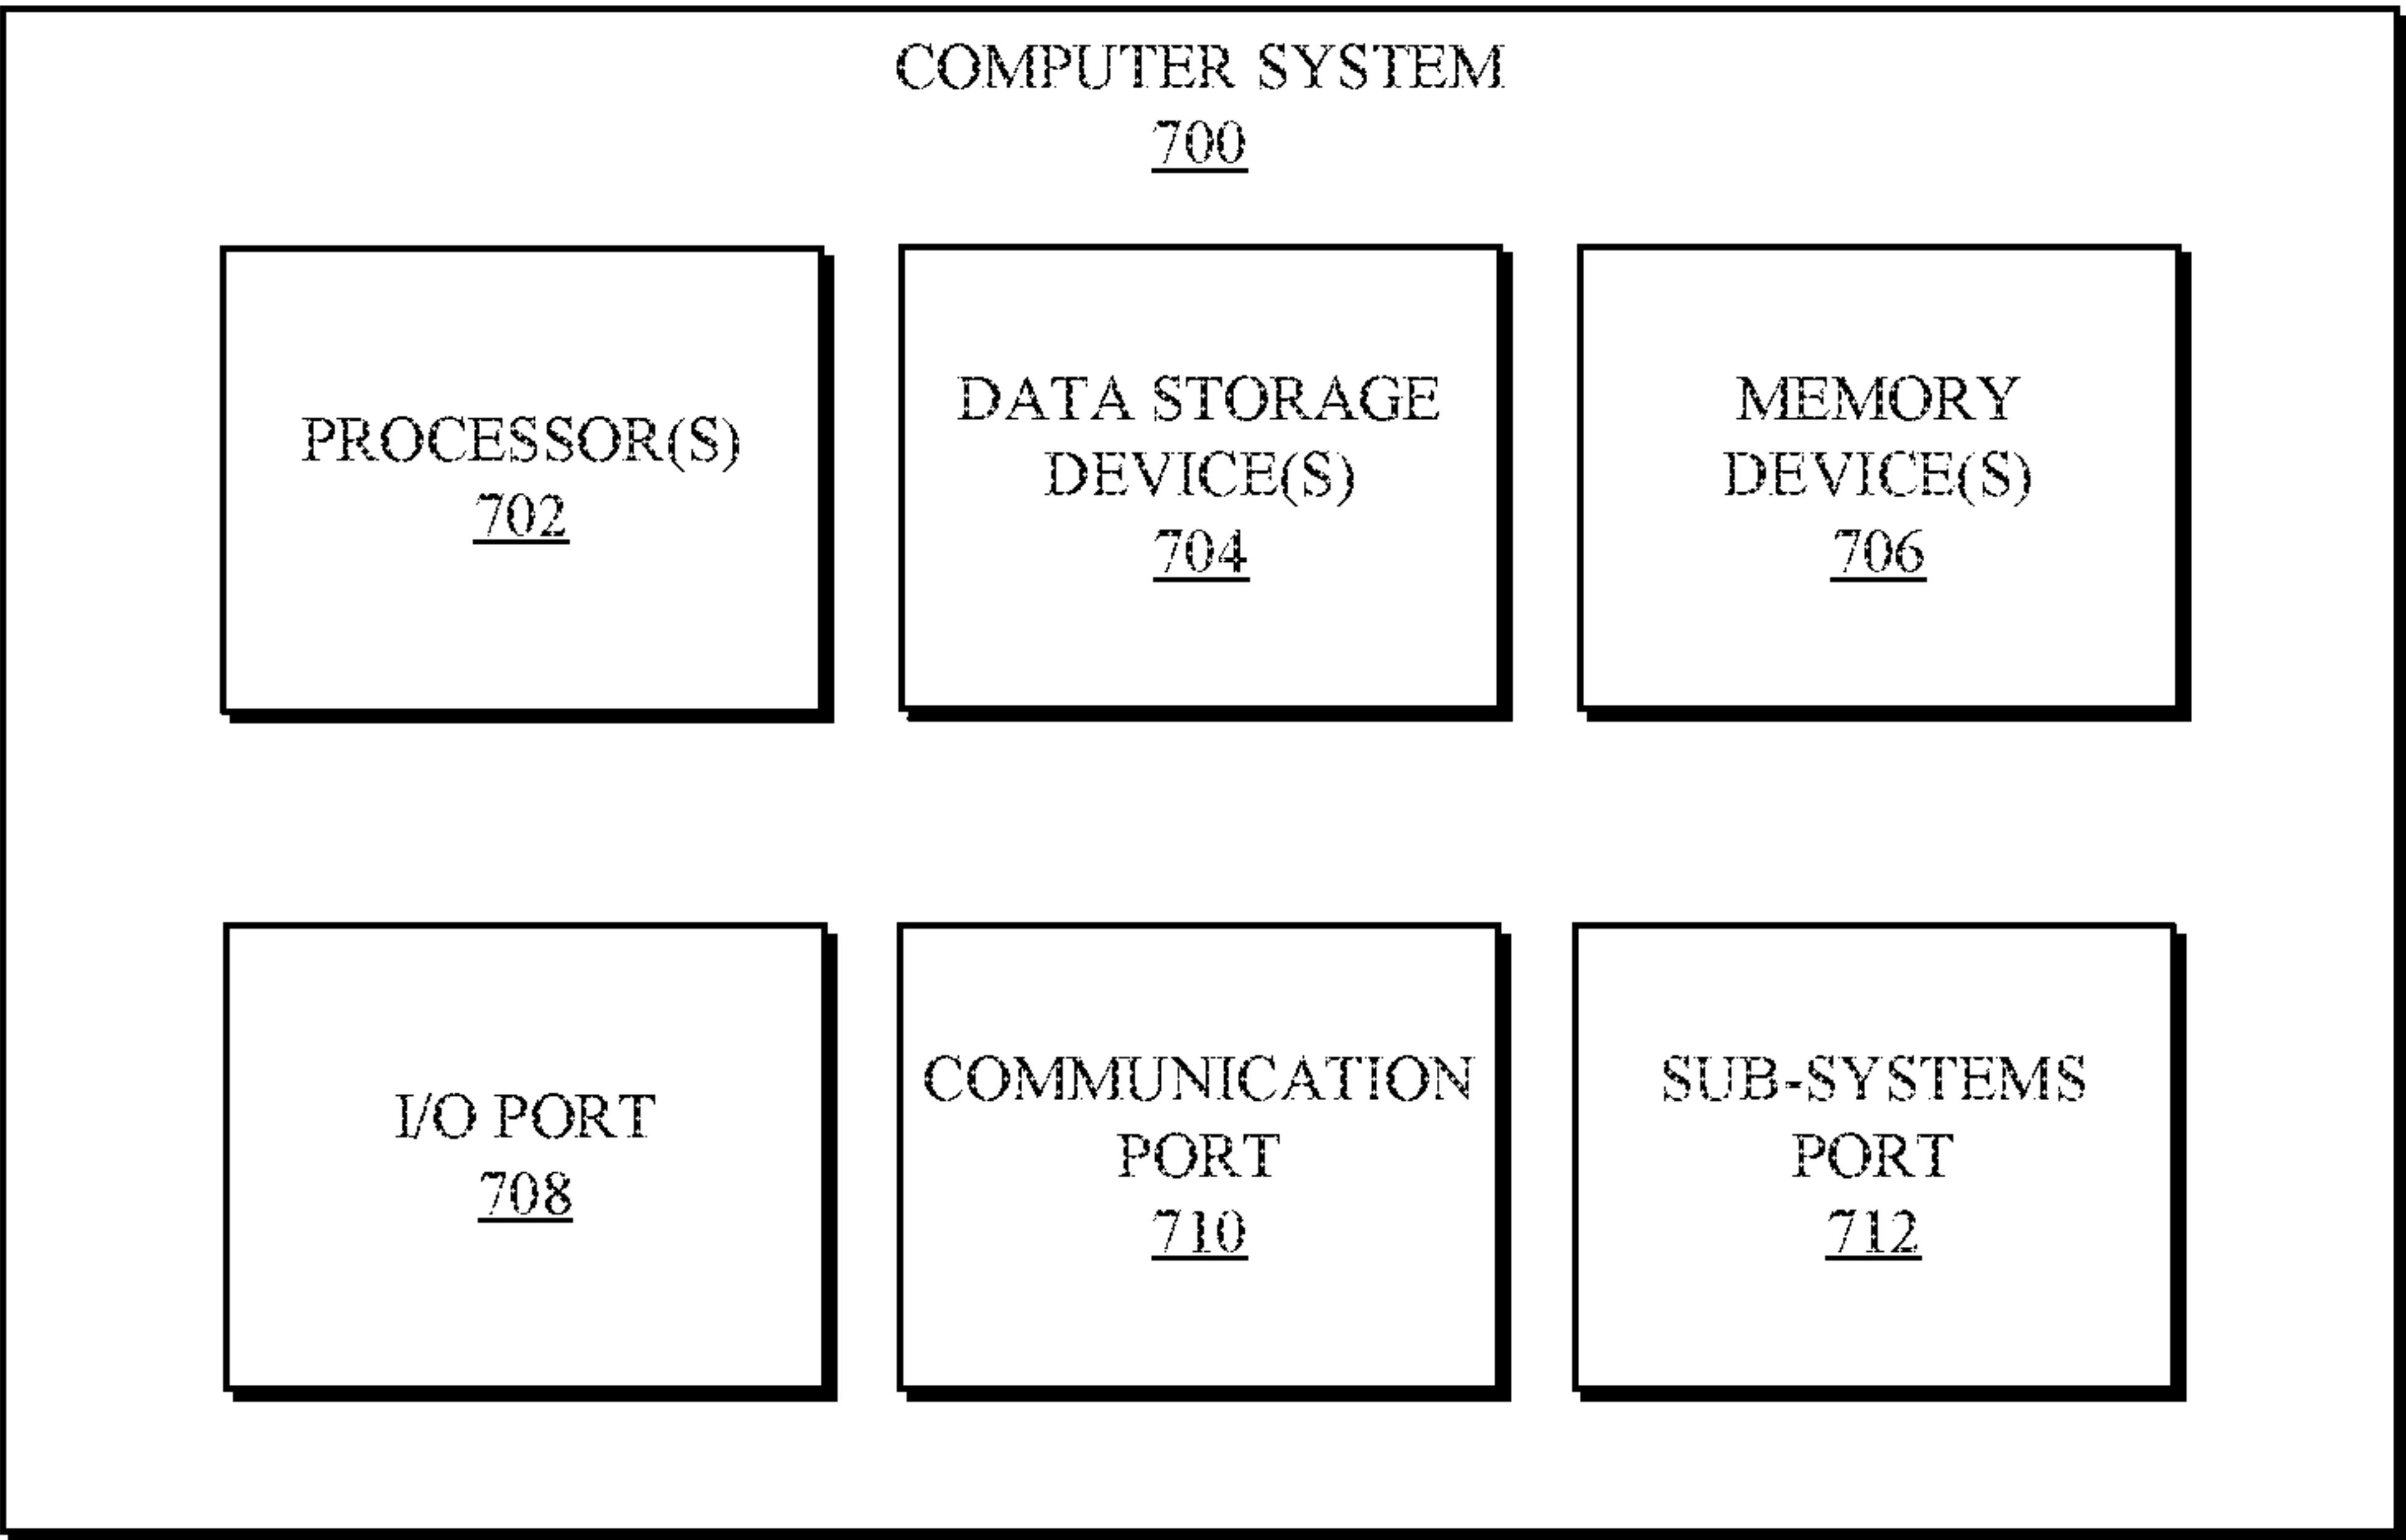 COMPUTER SYSTEM
700
PROCESSOR(S)
702
DATA STORAGE
DEVICE(S)
704
MEMORY
DEVICE(S)
706
I/O PORT
708
COMMUNICATION
PORT
710
SUB-SYSTEMS
PORT
712